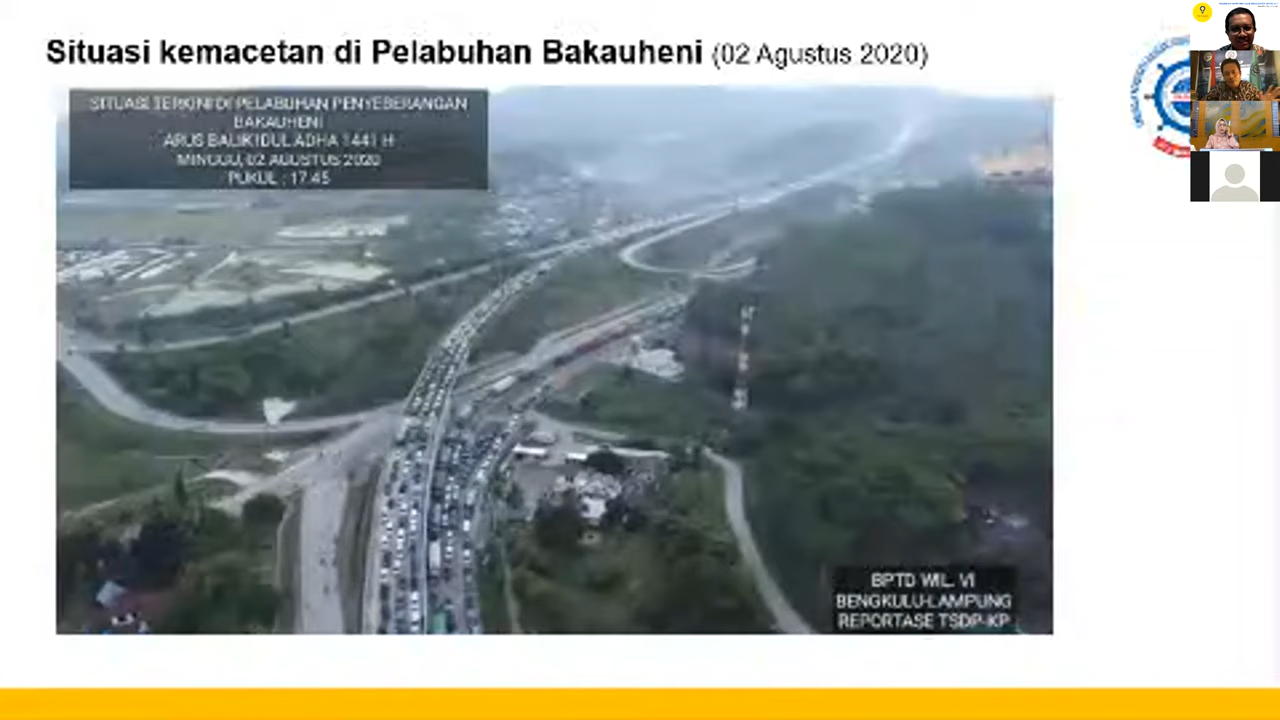 Situasi kemacetan di Pelabuhan Bakauheni (02 Agustus 2020)
SITUASI TERKINI DI PELABUHAN PENYEBERANGAN
BAKAUHENI
ARUS BALIK IDUL ADHA 1441 H
MINGGU, 02 AGUSTUS 2020
PUKUL : 17.45
BPTD WIL. VI
BENGKULU-LAMPUNG
REPORTASE TSDP-KP